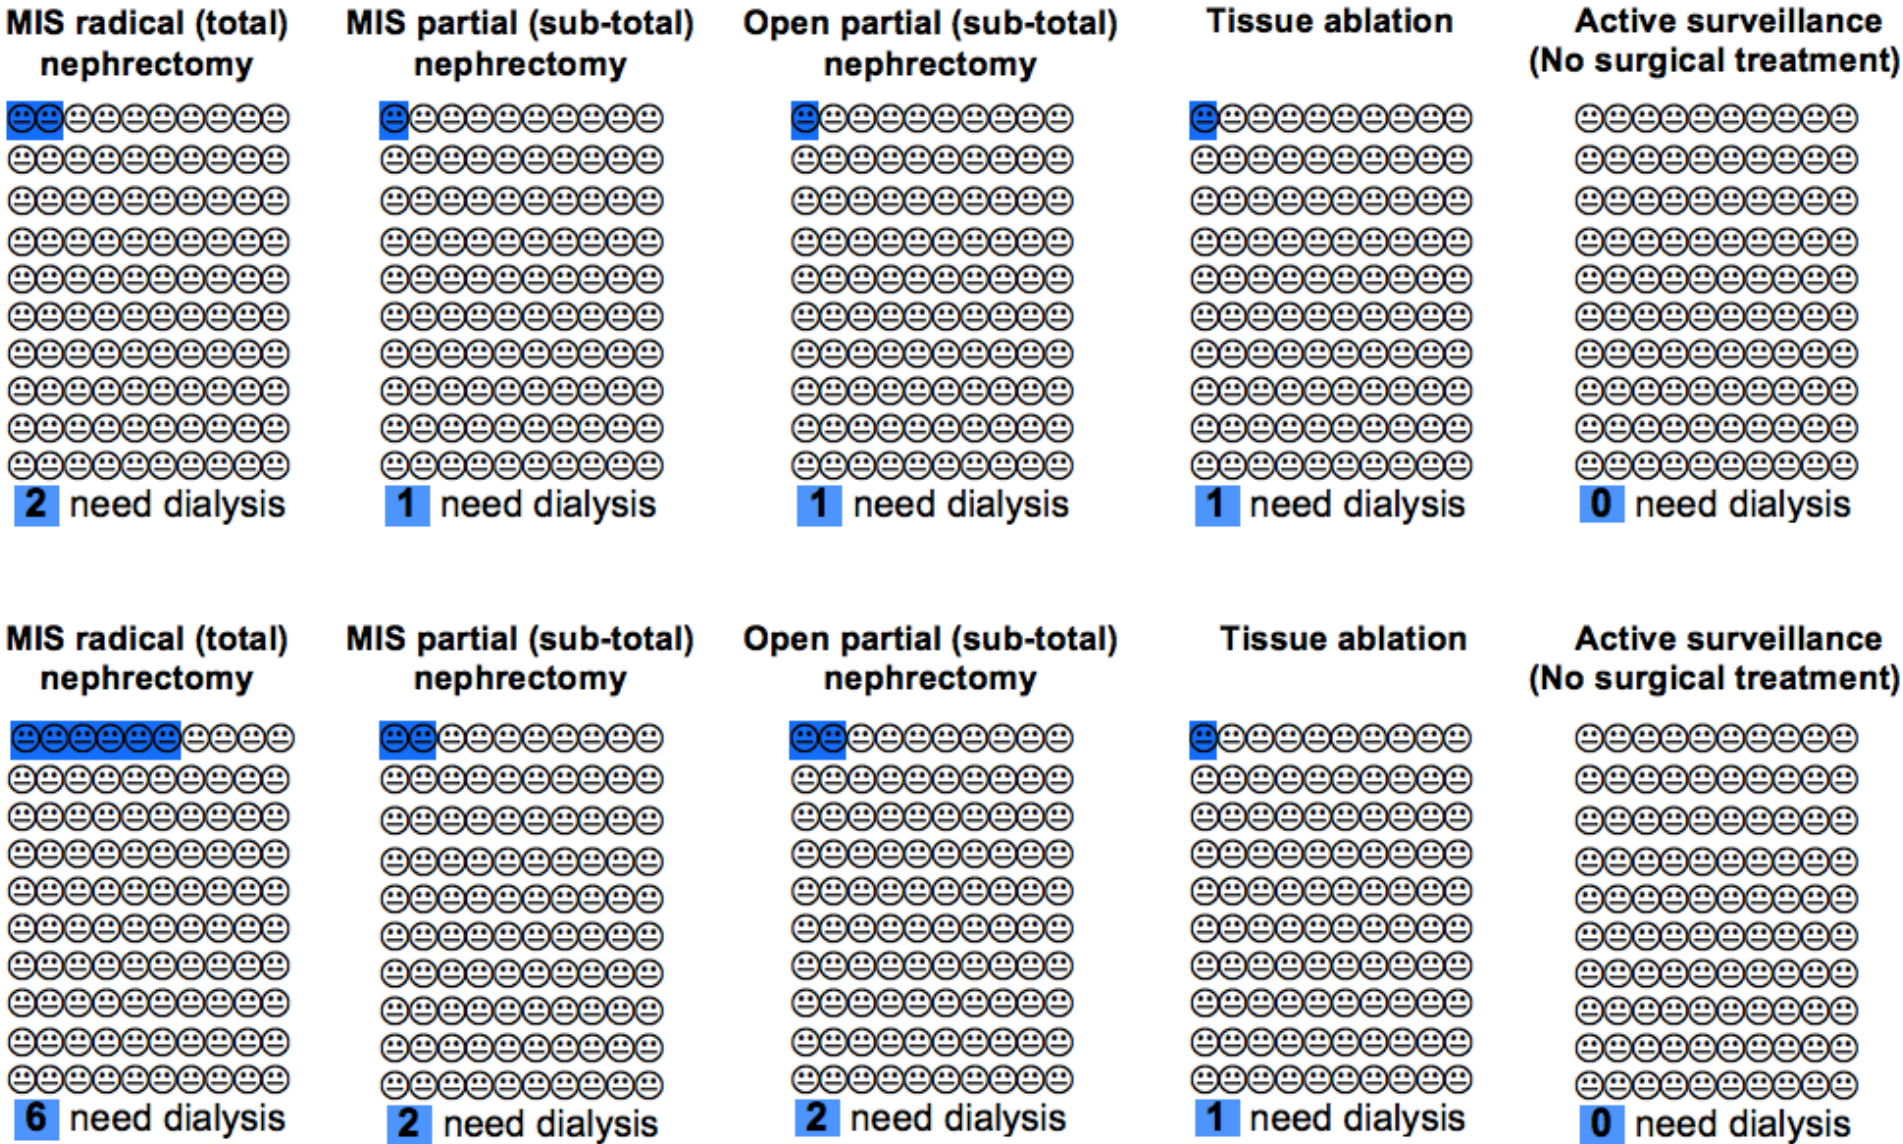 MIS radical (total)
nephrectomy
MIS partial (sub-total)
nephrectomy
Open partial (sub-total)
nephrectomy
Tissue ablation
Active surveillance
(No surgical treatment)
2 need dialysis
1 need dialysis
1 need dialysis
1 need dialysis
0 need dialysis
MIS radical (total)
nephrectomy
MIS partial (sub-total)
nephrectomy
Open partial (sub-total)
nephrectomy
Tissue ablation
Active surveillance
(No surgical treatment)
6 need dialysis
2 need dialysis
2 need dialysis
1 need dialysis
0 need dialysis